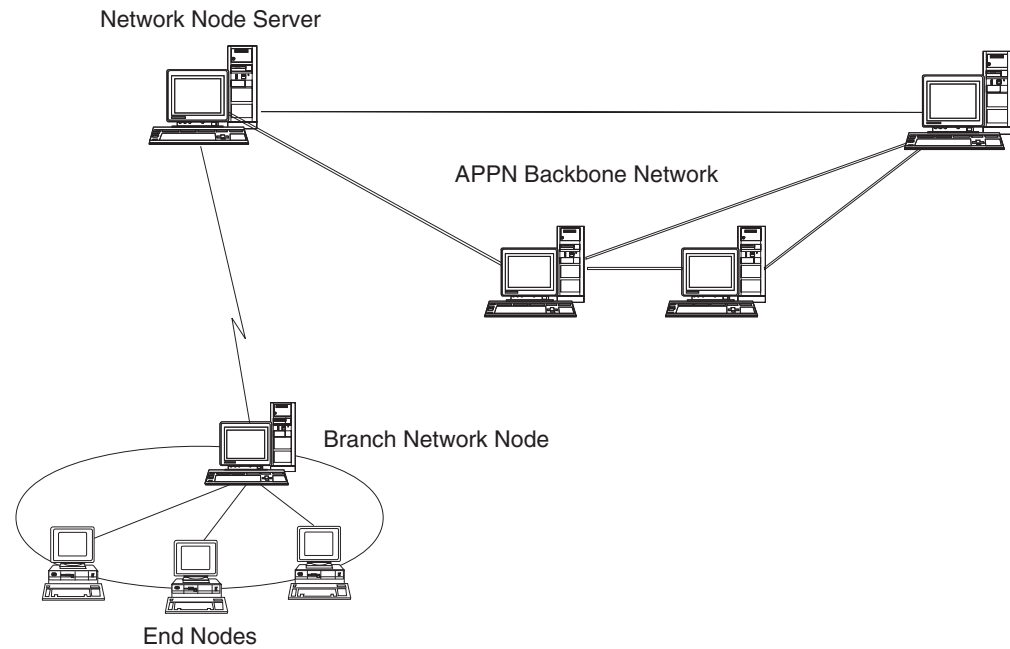 Network Node Server
APPN Backbone Network
Branch Network Node
End Nodes